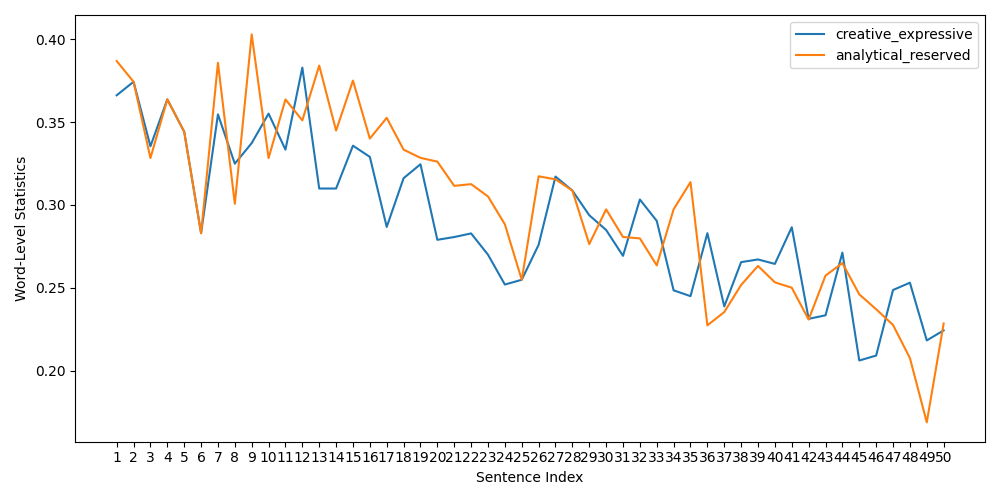 creative_expressive
analytical_reserved
0.40
0.35
0.30
0.25
0.20
Word-Level Statistics
1 2 3 4 5 6 7 8 9 10 11 12 13 14 15 16 17 18 19 20 21 22 23 24 25 26 27 28 29 30 31 32 33 34 35 36 37 38 39 40 41 42 43 44 45 46 47 48 49 50
Sentence Index